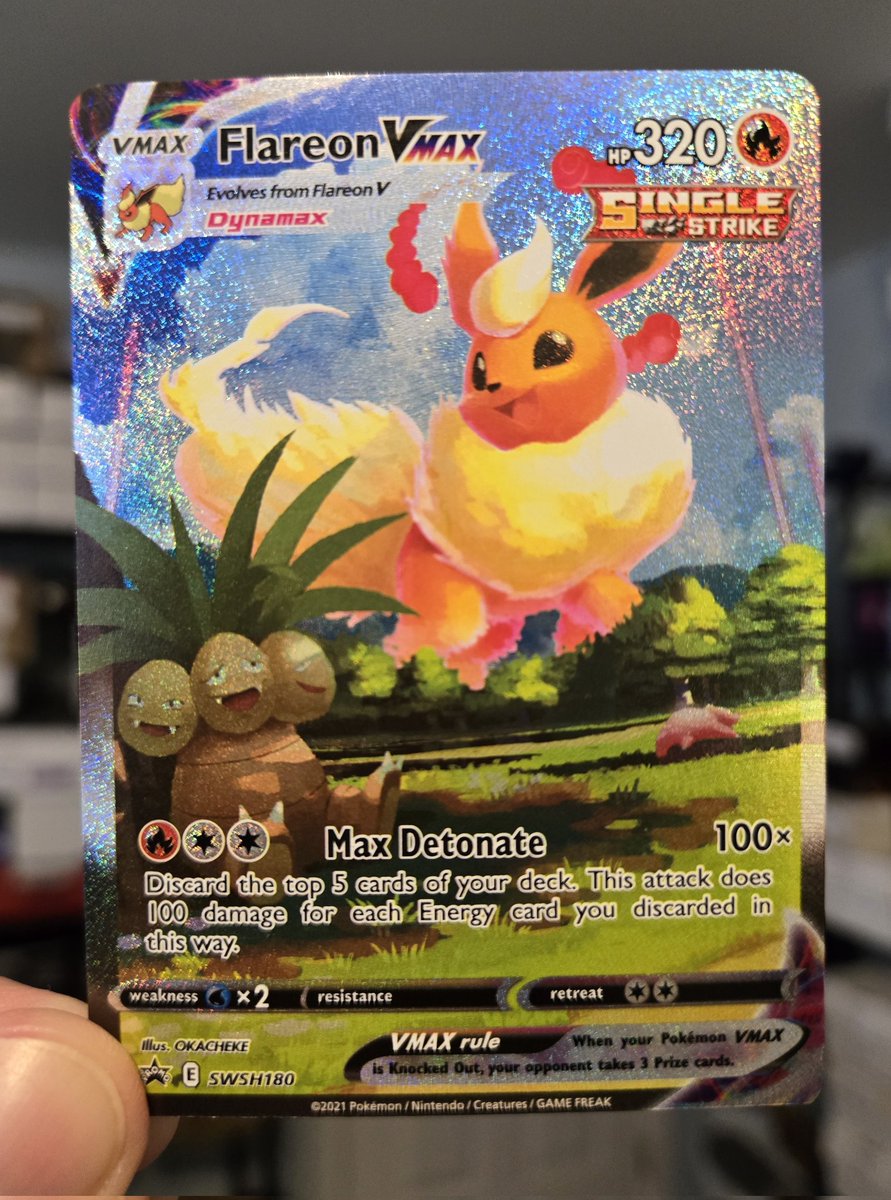 VMAX Flareon VMAX HP 320
Evolves from Flareon V
Dynamax
SINGLE
STRIKE
Max Detonate 100×
Discard the top 5 cards of your deck. This attack does
100 damage for each Energy card you discarded in
this way.
weakness ×2 resistance retreat
Illus. OKACHEKE
VMAX rule When your Pokémon VMAX
is Knocked Out, your opponent takes 3 Prize cards.
E SWSH180
©2021 Pokémon / Nintendo / Creatures / GAME FREAK